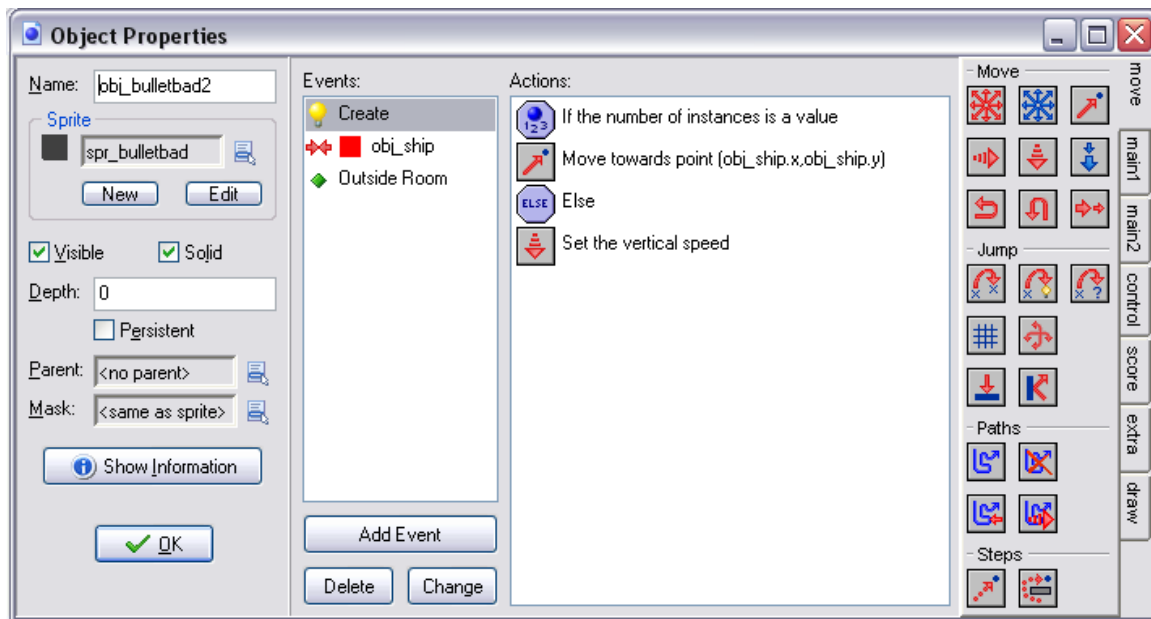 Object Properties
Name: obj_bulletbad2
Sprite
spr_bulletbad
New Edit
Visible Solid
Depth: 0
Persistent
Parent: <no parent>
Mask: <same as sprite>
Show Information
OK
Events:
Create
obj_ship
Outside Room
Add Event
Delete Change
Actions:
123 If the number of instances is a value
Move towards point (obj_ship.x,obj_ship.y)
ELSE Else
Set the vertical speed
Move
Jump
Paths
Steps
move
main1
main2
control
score
extra
draw